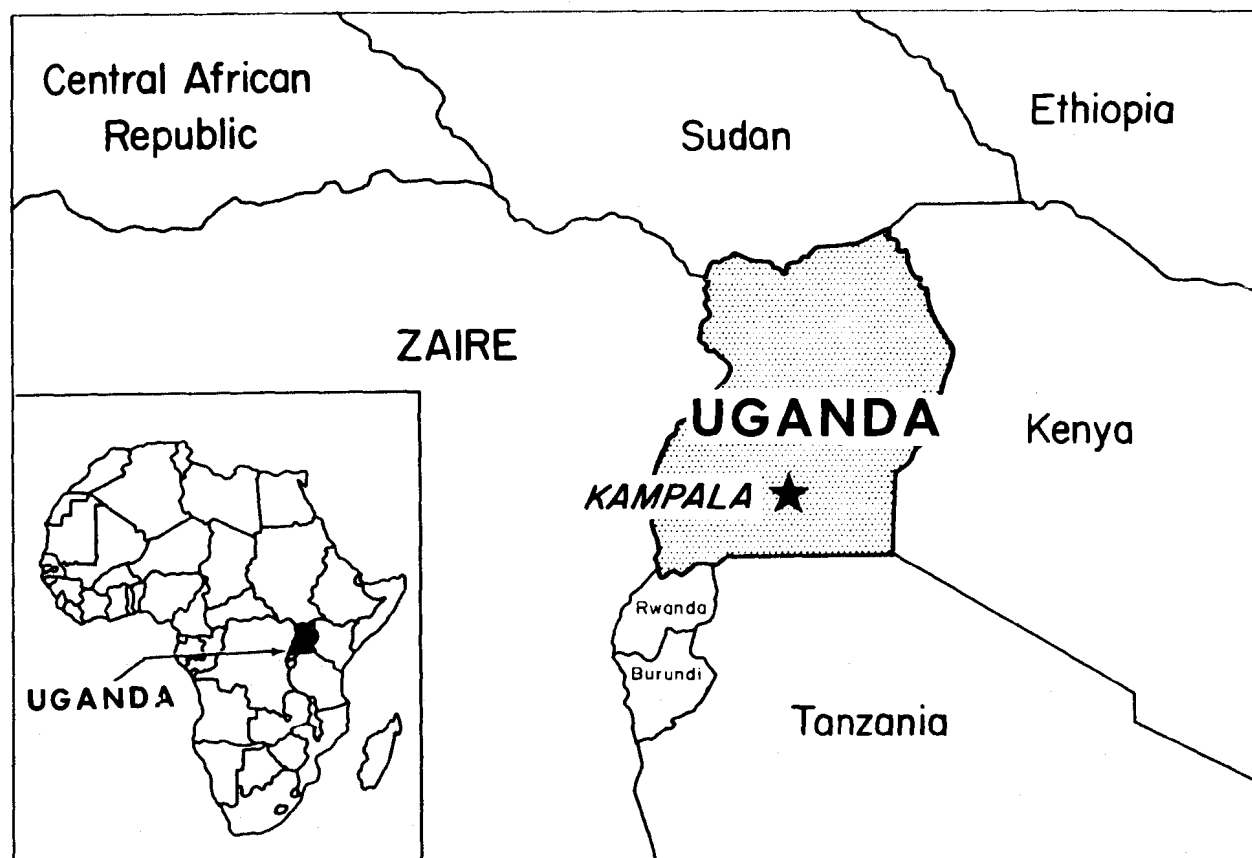 Central African
Republic
Sudan
Ethiopia
ZAIRE
UGANDA
Kenya
KAMPALA
Rwanda
Burundi
Tanzania
UGANDA